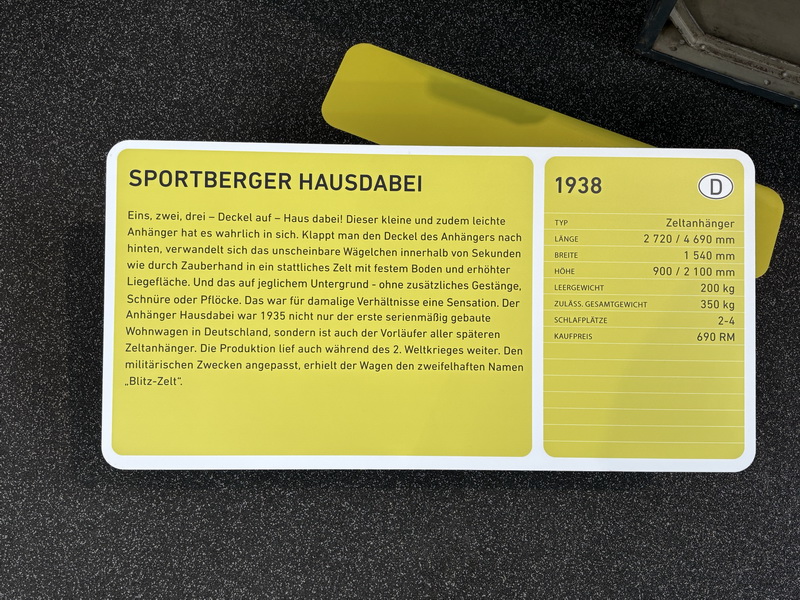 SPORTBERGER HAUSDABEI
Eins, zwei, drei – Deckel auf – Haus dabei! Dieser kleine und zudem leichte
Anhänger hat es wahrlich in sich. Klappt man den Deckel des Anhängers nach
hinten, verwandelt sich das unscheinbare Wägelchen innerhalb von Sekunden
wie durch Zauberhand in ein stattliches Zelt mit festem Boden und erhöhter
Liegefläche. Und das auf jeglichem Untergrund - ohne zusätzliches Gestänge,
Schnüre oder Pflöcke. Das war für damalige Verhältnisse eine Sensation. Der
Anhänger Hausdabei war 1935 nicht nur der erste serienmäßig gebaute
Wohnwagen in Deutschland, sondern ist auch der Vorläufer aller späteren
Zeltanhänger. Die Produktion lief auch während des 2. Weltkrieges weiter. Den
militärischen Zwecken angepasst, erhielt der Wagen den zweifelhaften Namen
„Blitz-Zelt“.
1938 D
TYP Zeltanhänger
LÄNGE 2 720 / 4 690 mm
BREITE 1 540 mm
HÖHE 900 / 2 100 mm
LEERGEWICHT 200 kg
ZULÄSS. GESAMTGEWICHT 350 kg
SCHLAFPLÄTZE 2-4
KAUFPREIS 690 RM